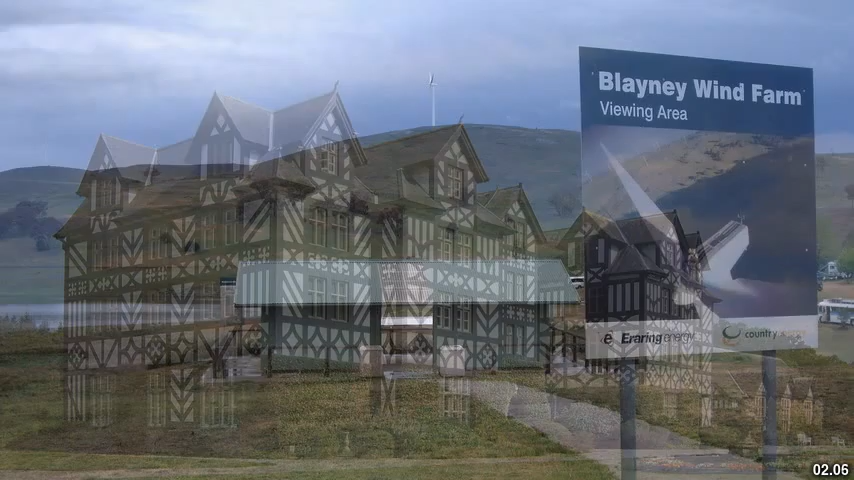 Blayney Wind Farm
Viewing Area
e Eraring energy
country
02.06